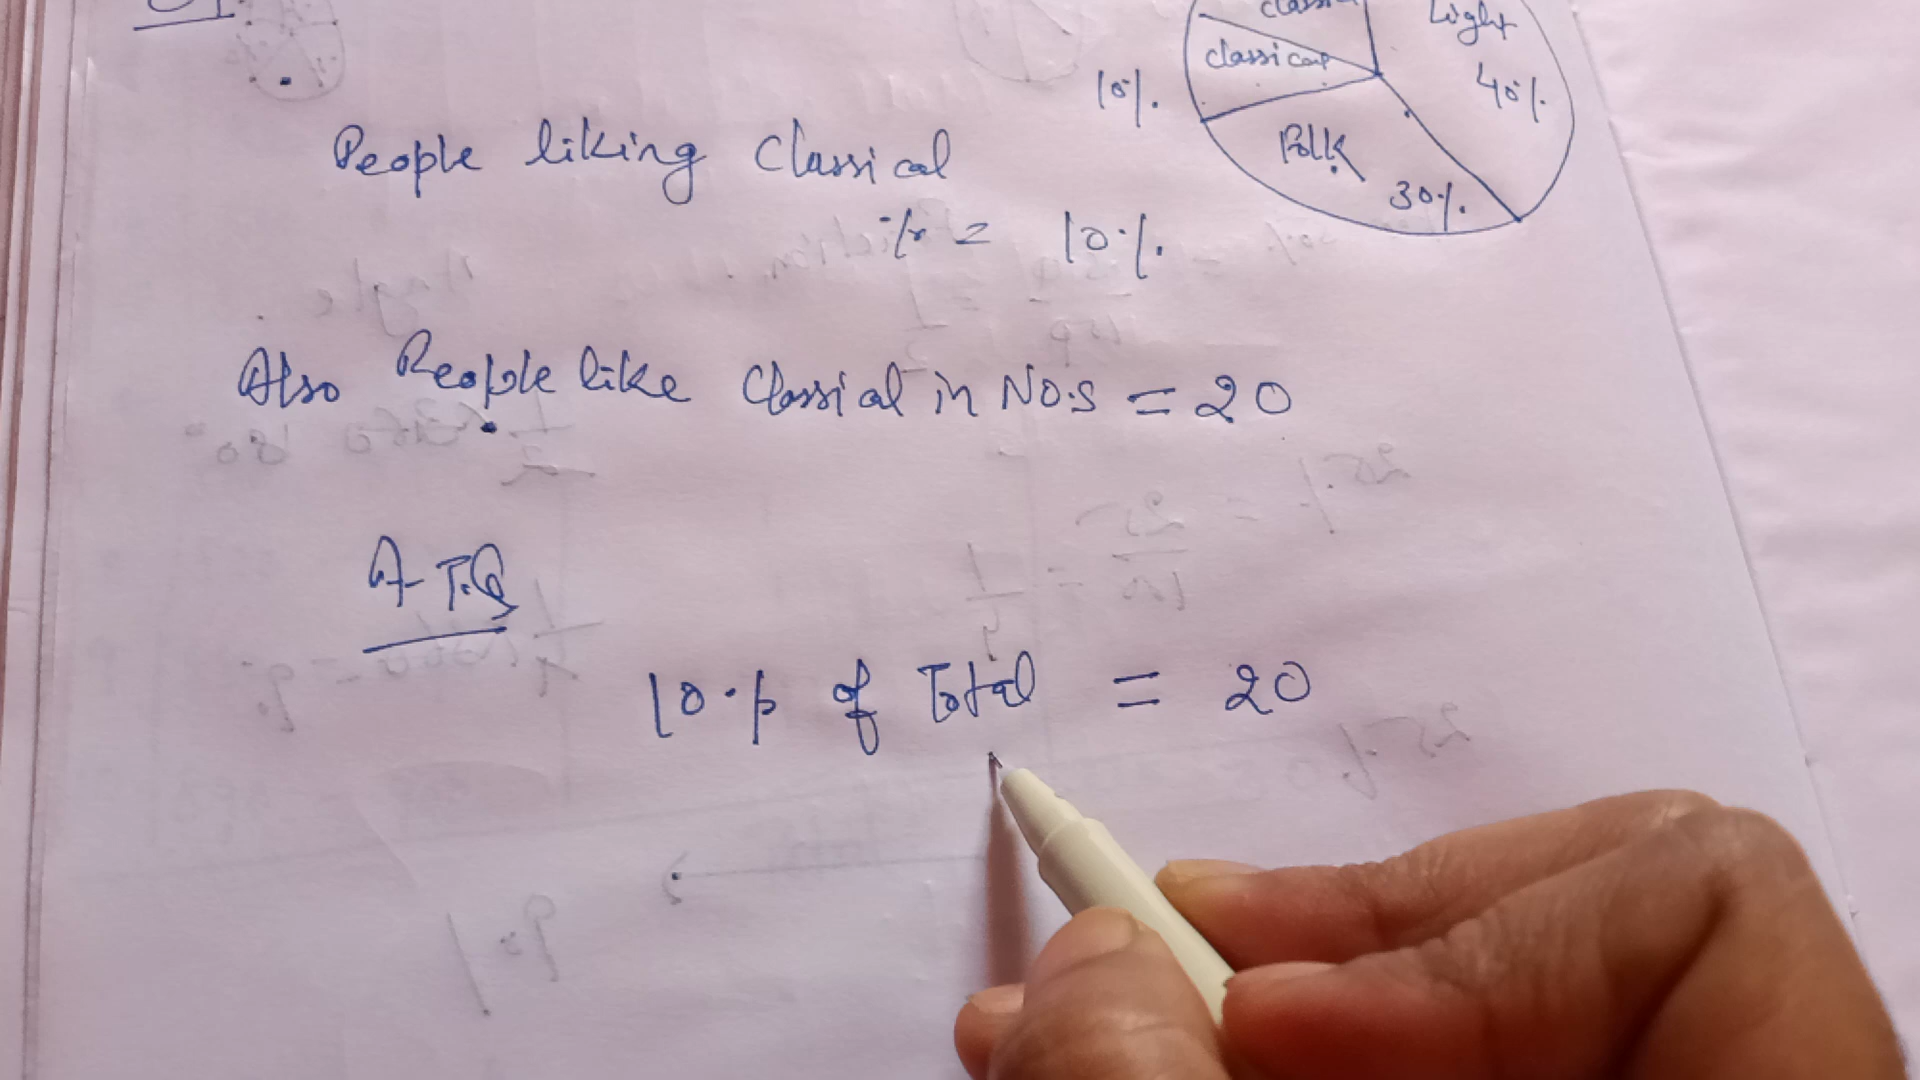 Light
classical
10%.
40%.
Folk
30%.
People liking Classical
% = 10%.
Also People like Classical in NO.S = 20
A T.Q
10% of Total = 20